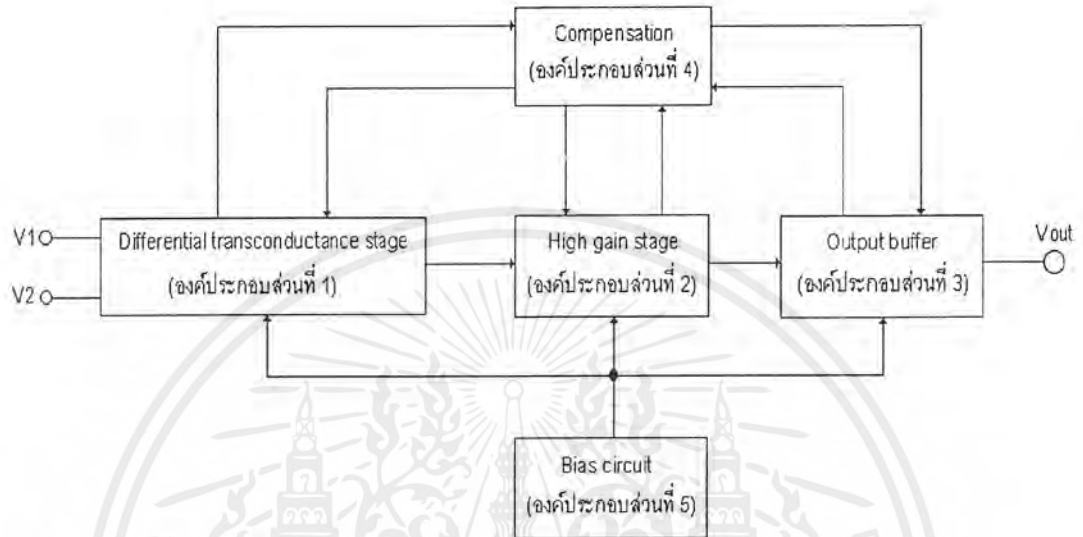 Compensation
(องค์ประกอบส่วนที่ 4)
V1
V2
Differential transconductance stage
(องค์ประกอบส่วนที่ 1)
High gain stage
(องค์ประกอบส่วนที่ 2)
Output buffer
(องค์ประกอบส่วนที่ 3)
Vout
Bias circuit
(องค์ประกอบส่วนที่ 5)